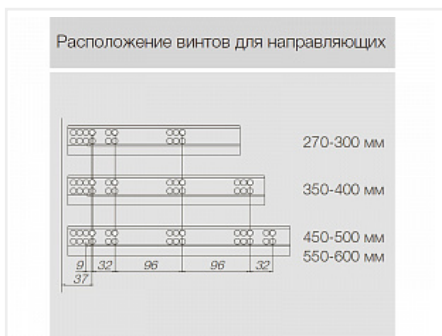 Расположение винтов для направляющих
270-300 мм
350-400 мм
450-500 мм
550-600 мм
9 32 96 96 32
37